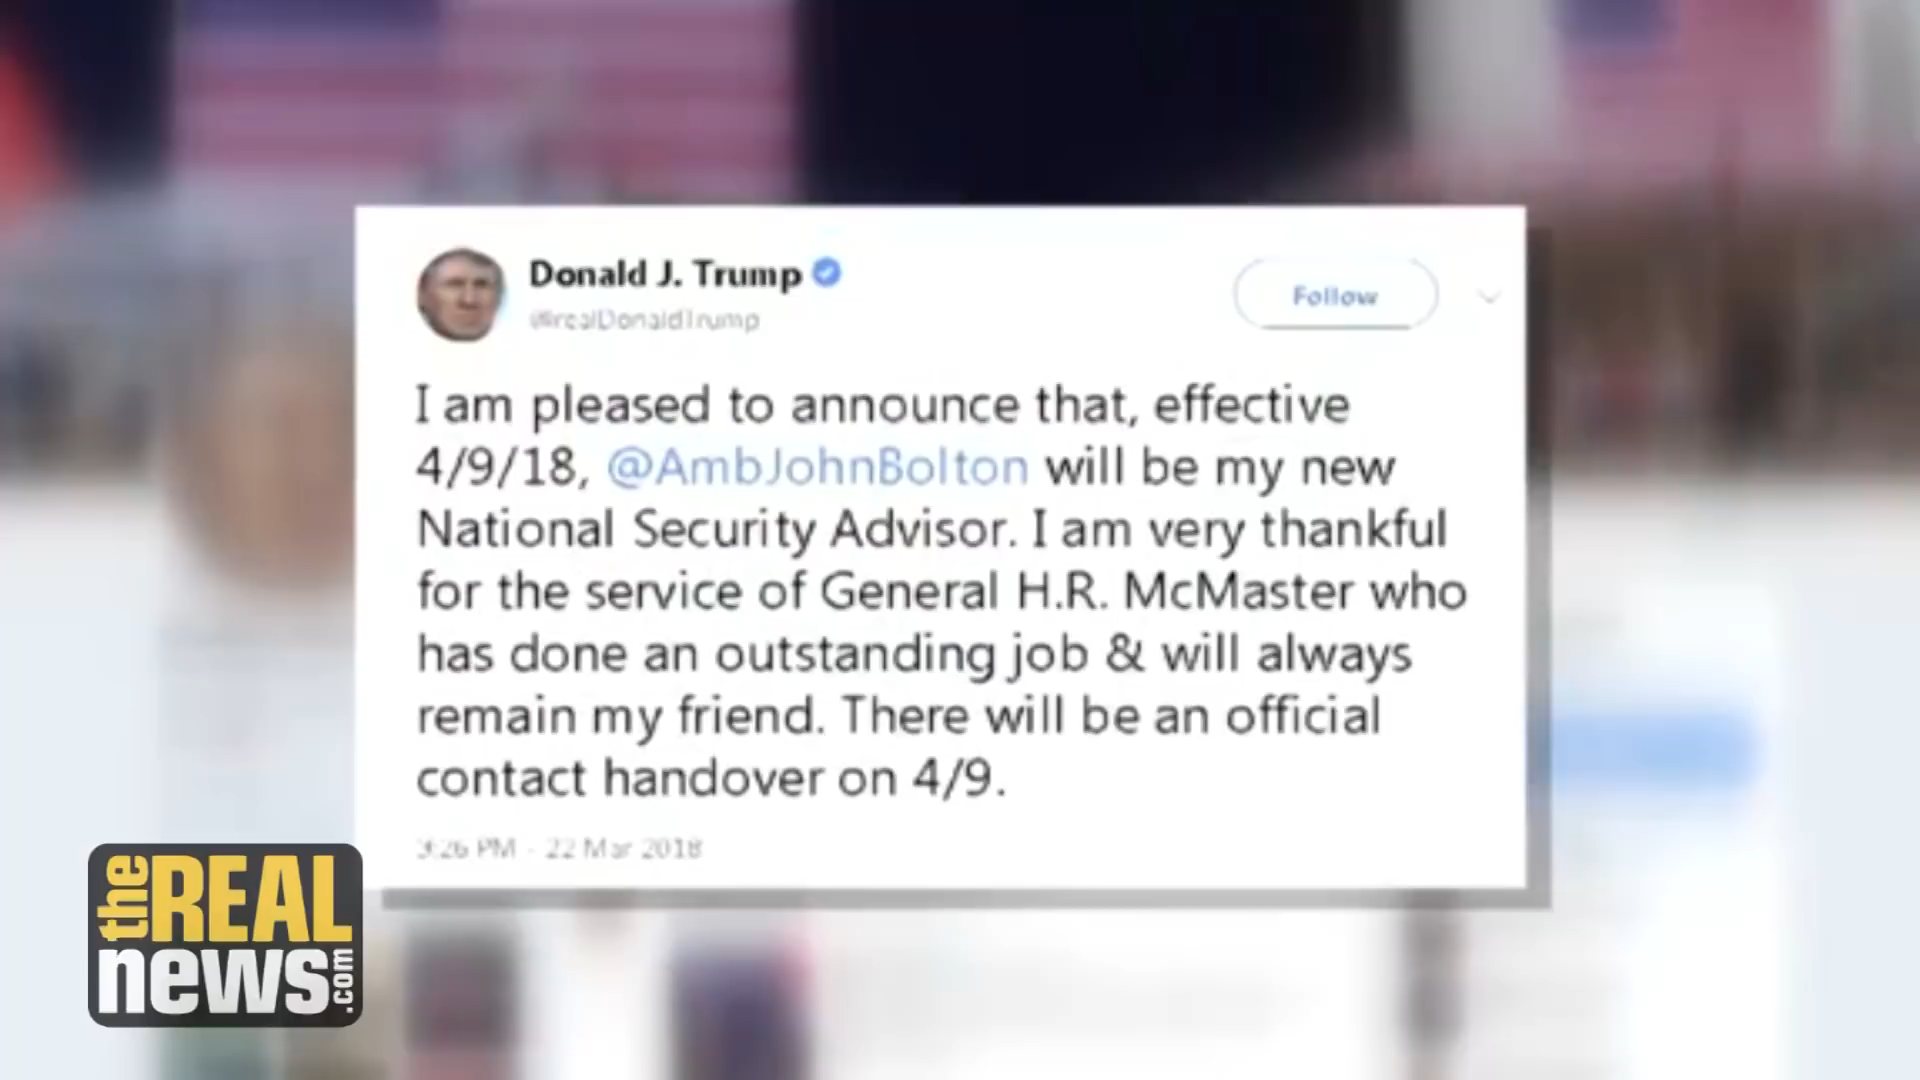 Donald J. Trump
@realDonaldTrump
Follow
I am pleased to announce that, effective
4/9/18, @AmbJohnBolton will be my new
National Security Advisor. I am very thankful
for the service of General H.R. McMaster who
has done an outstanding job & will always
remain my friend. There will be an official
contact handover on 4/9.
3:26 PM - 22 Mar 2018
the REAL
news.com